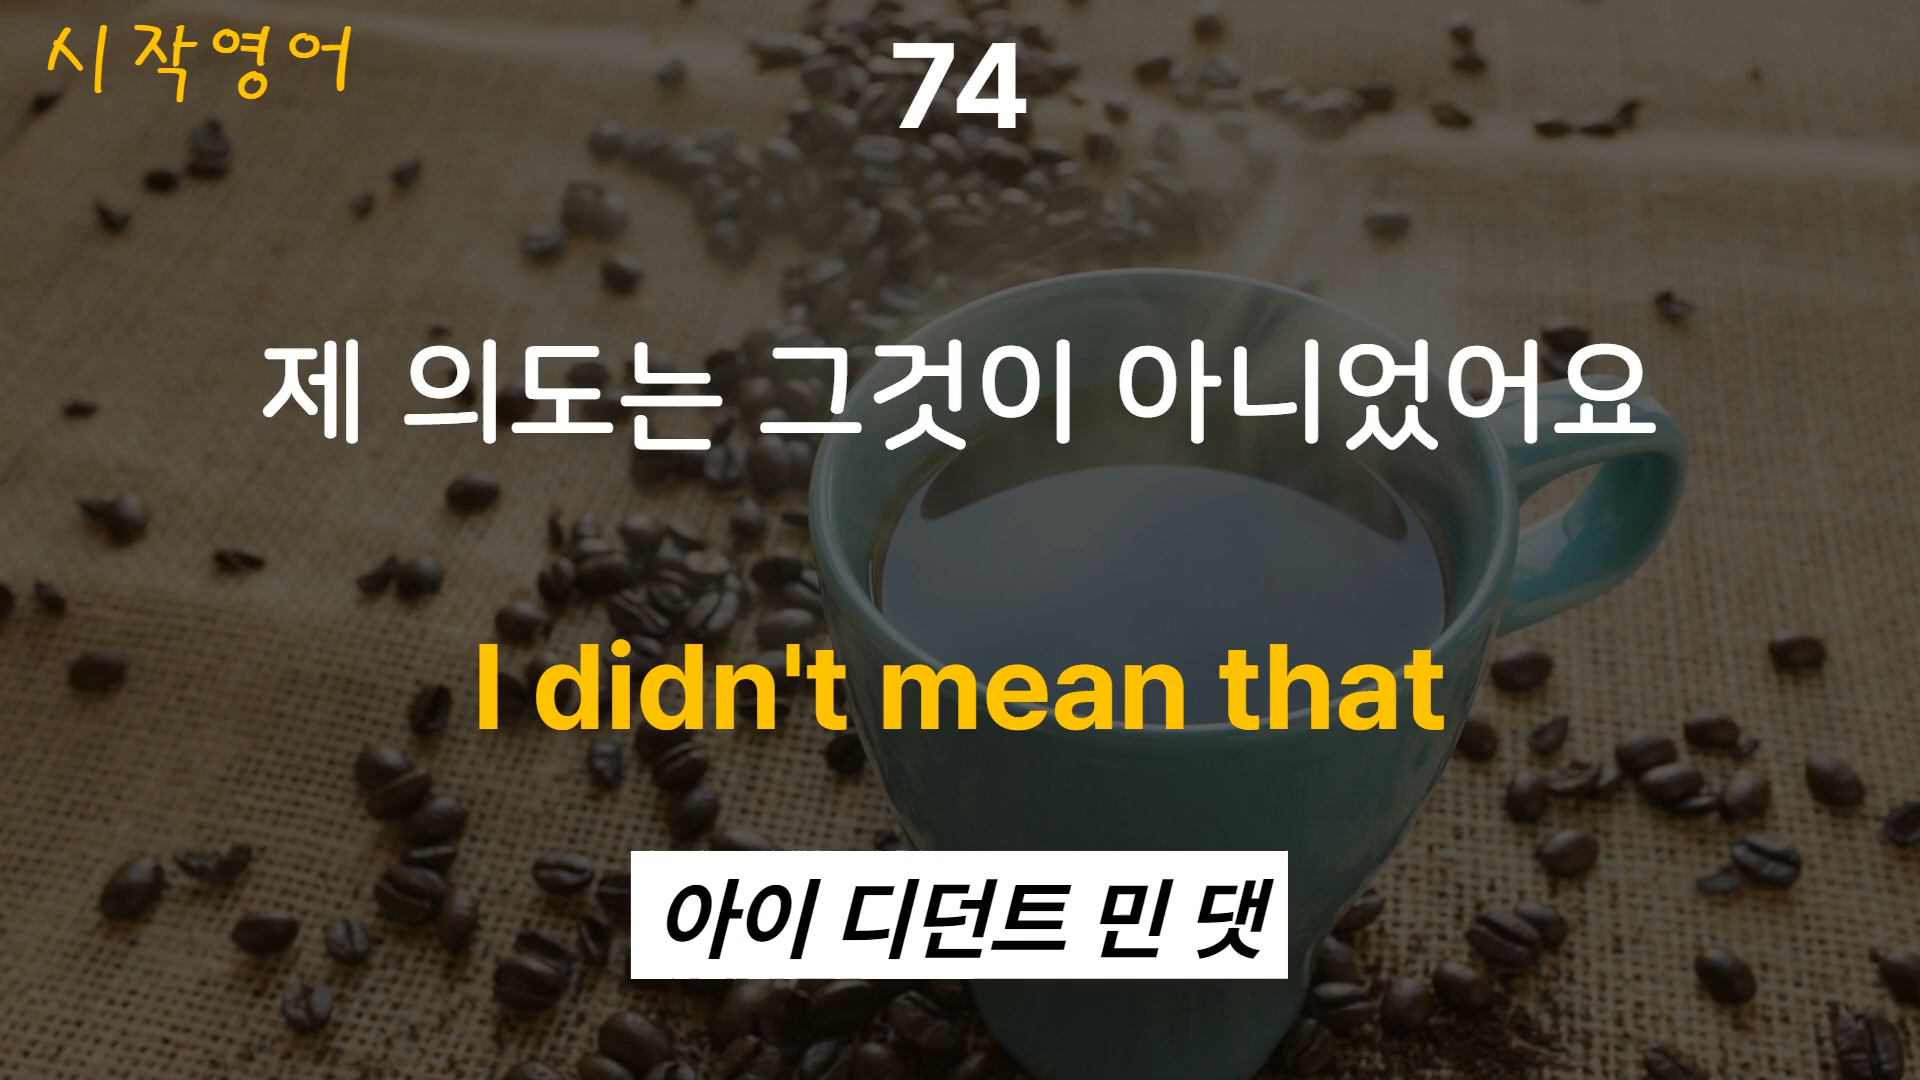 시작영어
74
제 의도는 그것이 아니었어요
I didn't mean that
아이 디던트 민 댓